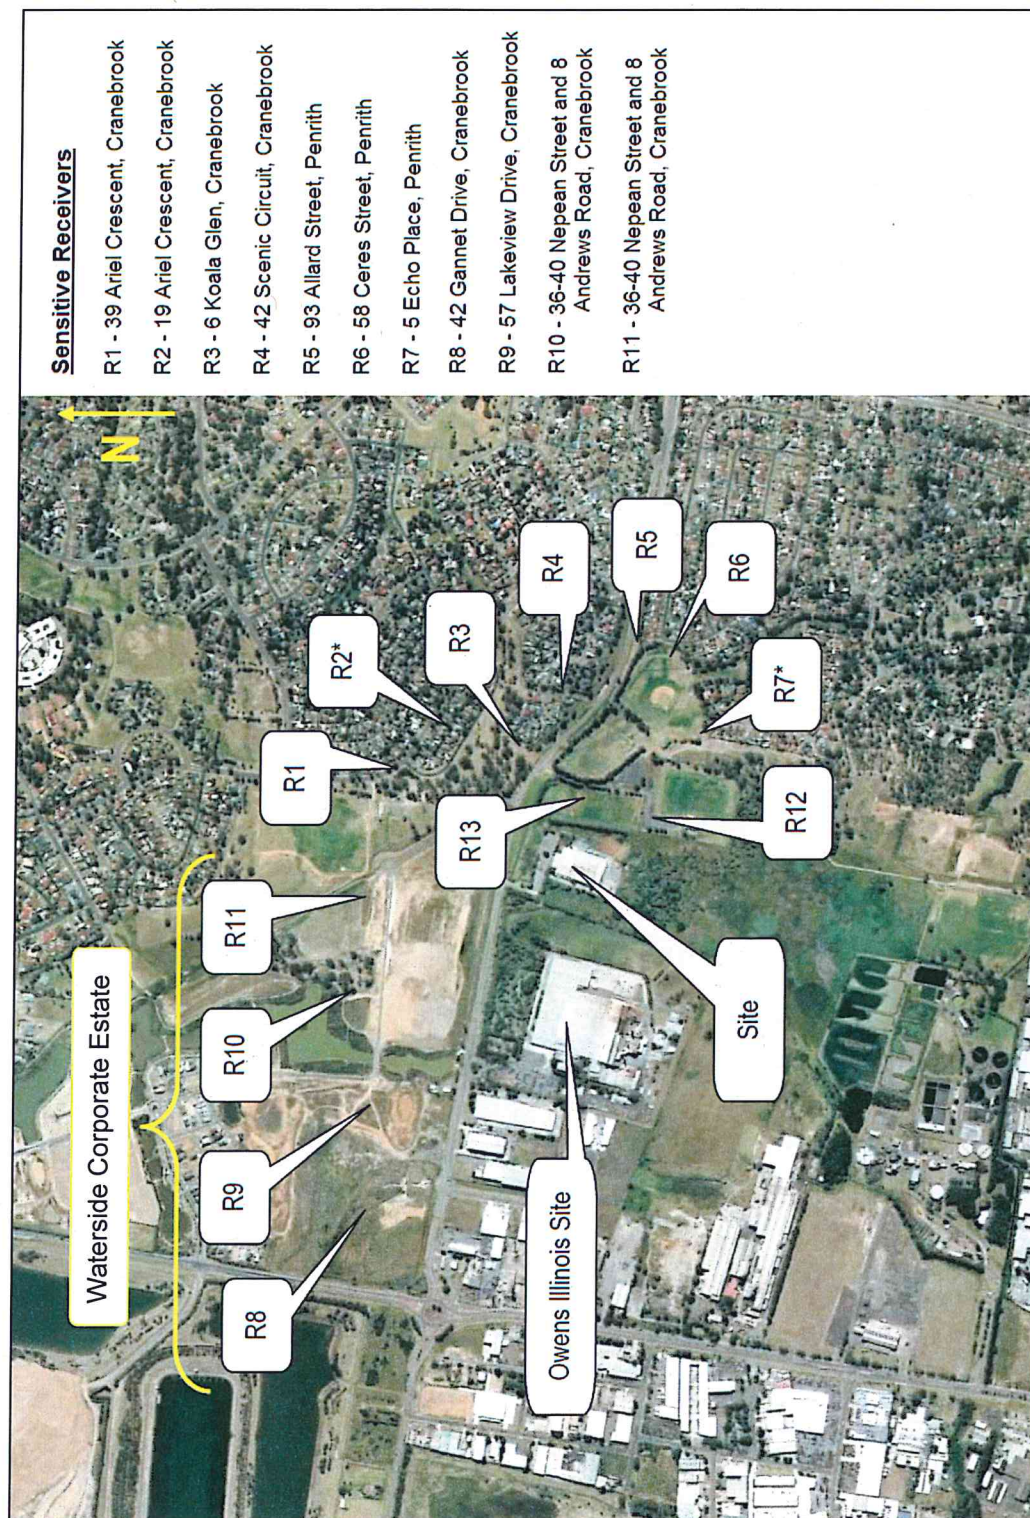 Sensitive Receivers
R1 - 39 Ariel Crescent, Cranebrook
R2 - 19 Ariel Crescent, Cranebrook
R3 - 6 Koala Glen, Cranebrook
R4 - 42 Scenic Circuit, Cranebrook
R5 - 93 Allard Street, Penrith
R6 - 58 Ceres Street, Penrith
R7 - 5 Echo Place, Penrith
R8 - 42 Gannet Drive, Cranebrook
R9 - 57 Lakeview Drive, Cranebrook
R10 - 36-40 Nepean Street and 8
Andrews Road, Cranebrook
R11 - 36-40 Nepean Street and 8
Andrews Road, Cranebrook
N
Waterside Corporate Estate
R8
R9
R10
R11
R1
R2*
R3
R4
R5
R6
R7*
R12
R13
Site
Owens Illinois Site